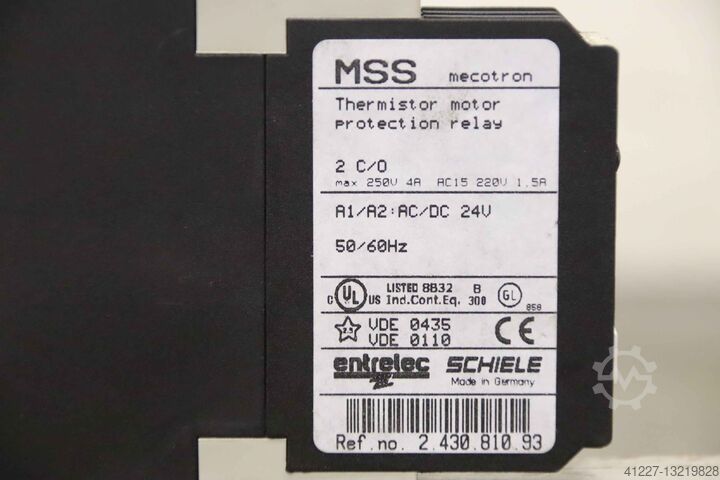 MSS mecotron
Thermistor motor
protection relay
2 C/O
max 250V 4A AC15 220V 1.5A
A1/A2:AC/DC 24V
50/60Hz
C UL US LISTED 8B32 B
Ind.Cont.Eq. 300 GL
VDE 0435 CE
VDE 0110
entrelec SCHIELE
Made in Germany
Ref.no. 2.430.810.93
41227-13219828